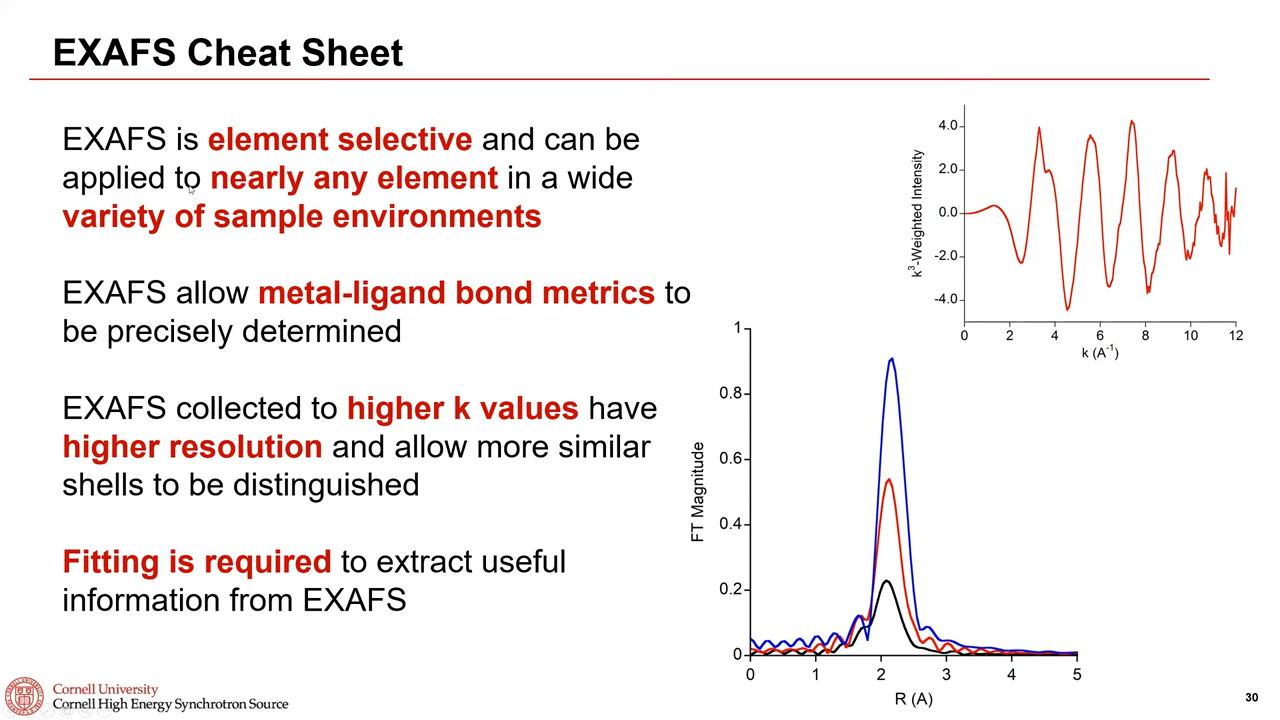 EXAFS Cheat Sheet
EXAFS is element selective and can be
applied to nearly any element in a wide
variety of sample environments
EXAFS allow metal-ligand bond metrics to
be precisely determined
EXAFS collected to higher k values have
higher resolution and allow more similar
shells to be distinguished
Fitting is required to extract useful
information from EXAFS
k³-Weighted Intensity
4.0
2.0
0.0
-2.0
-4.0
0 2 4 6 8 10 12
k (A⁻¹)
FT Magnitude
1
0.8
0.6
0.4
0.2
0
0 1 2 3 4 5
R (A)
Cornell University
Cornell High Energy Synchrotron Source
30